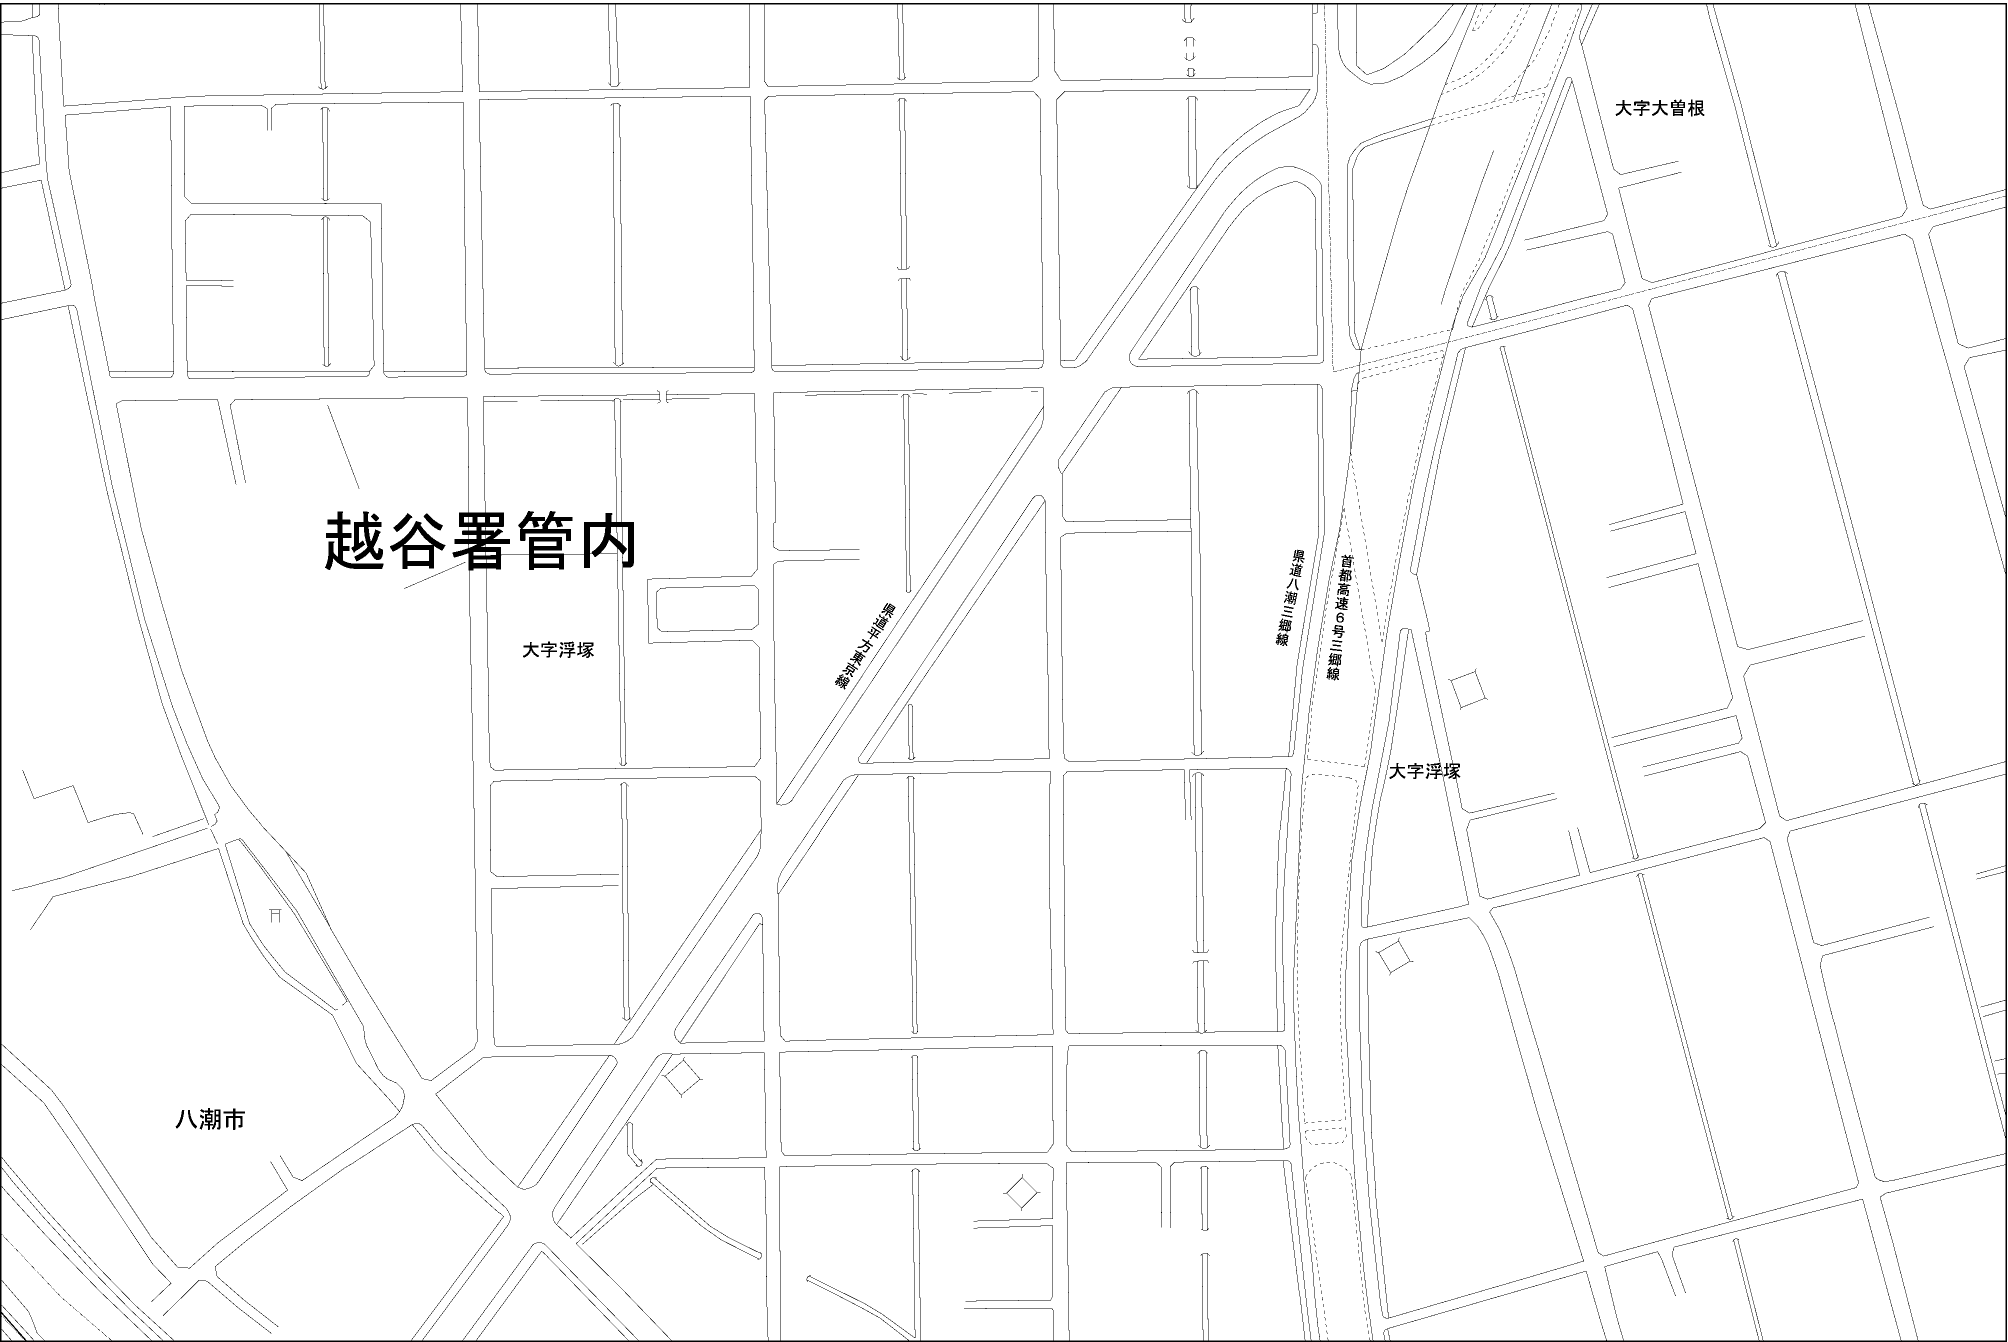 大字大曽根
越谷署管内
大字浮塚
県道平方東京線
県道八潮三郷線
首都高速6号三郷線
大字浮塚
八潮市